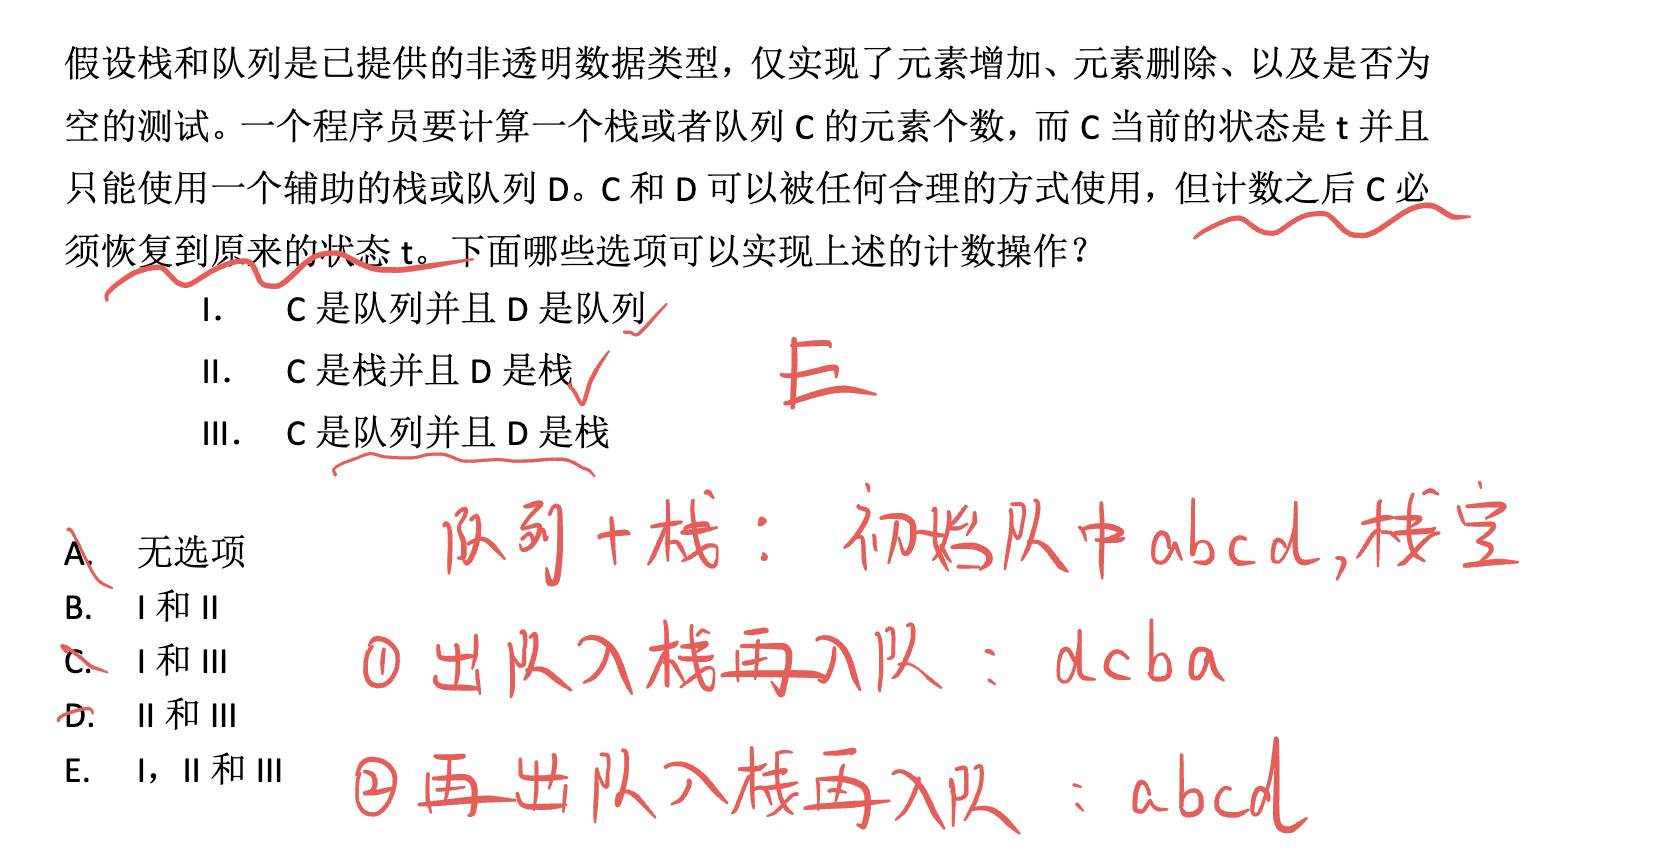 假设栈和队列是已提供的非透明数据类型，仅实现了元素增加、元素删除、以及是否为
空的测试。一个程序员要计算一个栈或者队列 C 的元素个数，而 C 当前的状态是 t 并且
只能使用一个辅助的栈或队列 D。C 和 D 可以被任何合理的方式使用，但计数之后 C 必
须恢复到原来的状态 t。下面哪些选项可以实现上述的计数操作？
I. C 是队列并且 D 是队列
II. C 是栈并且 D 是栈
E
III. C 是队列并且 D 是栈
队列+栈：初始队中abcd,栈空
A. 无选项
B. I 和 II
C. I 和 III
①出队入栈再入队：dcba
D. II 和 III
E. I，II 和 III
②再出队入栈再入队：abcd